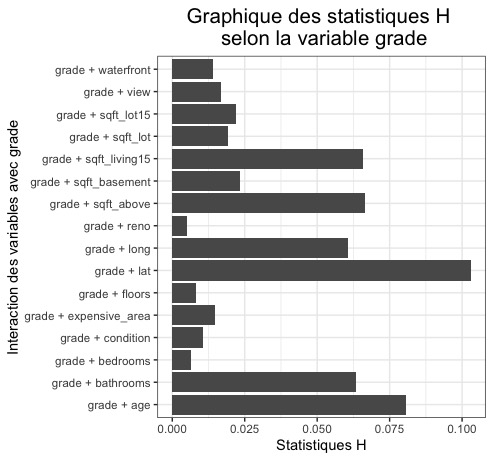 Graphique des statistiques H
selon la variable grade
Interaction des variables avec grade
grade + waterfront
grade + view
grade + sqft_lot15
grade + sqft_lot
grade + sqft_living15
grade + sqft_basement
grade + sqft_above
grade + reno
grade + long
grade + lat
grade + floors
grade + expensive_area
grade + condition
grade + bedrooms
grade + bathrooms
grade + age
0.000 0.025 0.050 0.075 0.100
Statistiques H